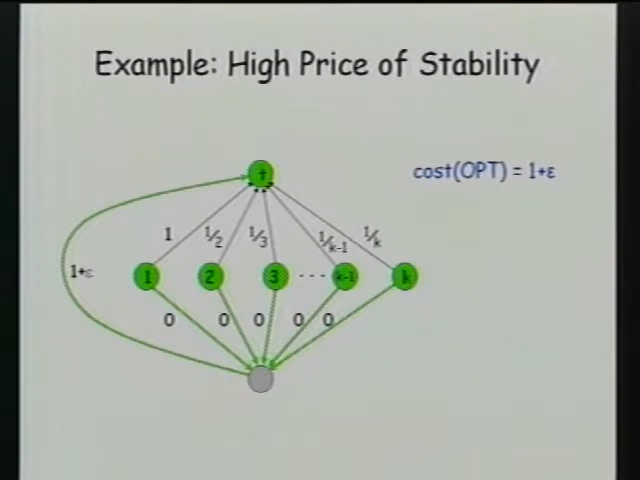 Example: High Price of Stability
t
cost(OPT) = 1+ε
1 1/2 1/3 1/k-1 1/k
1+ε
1 2 3 - - - k-1 k
0 0 0 0 0